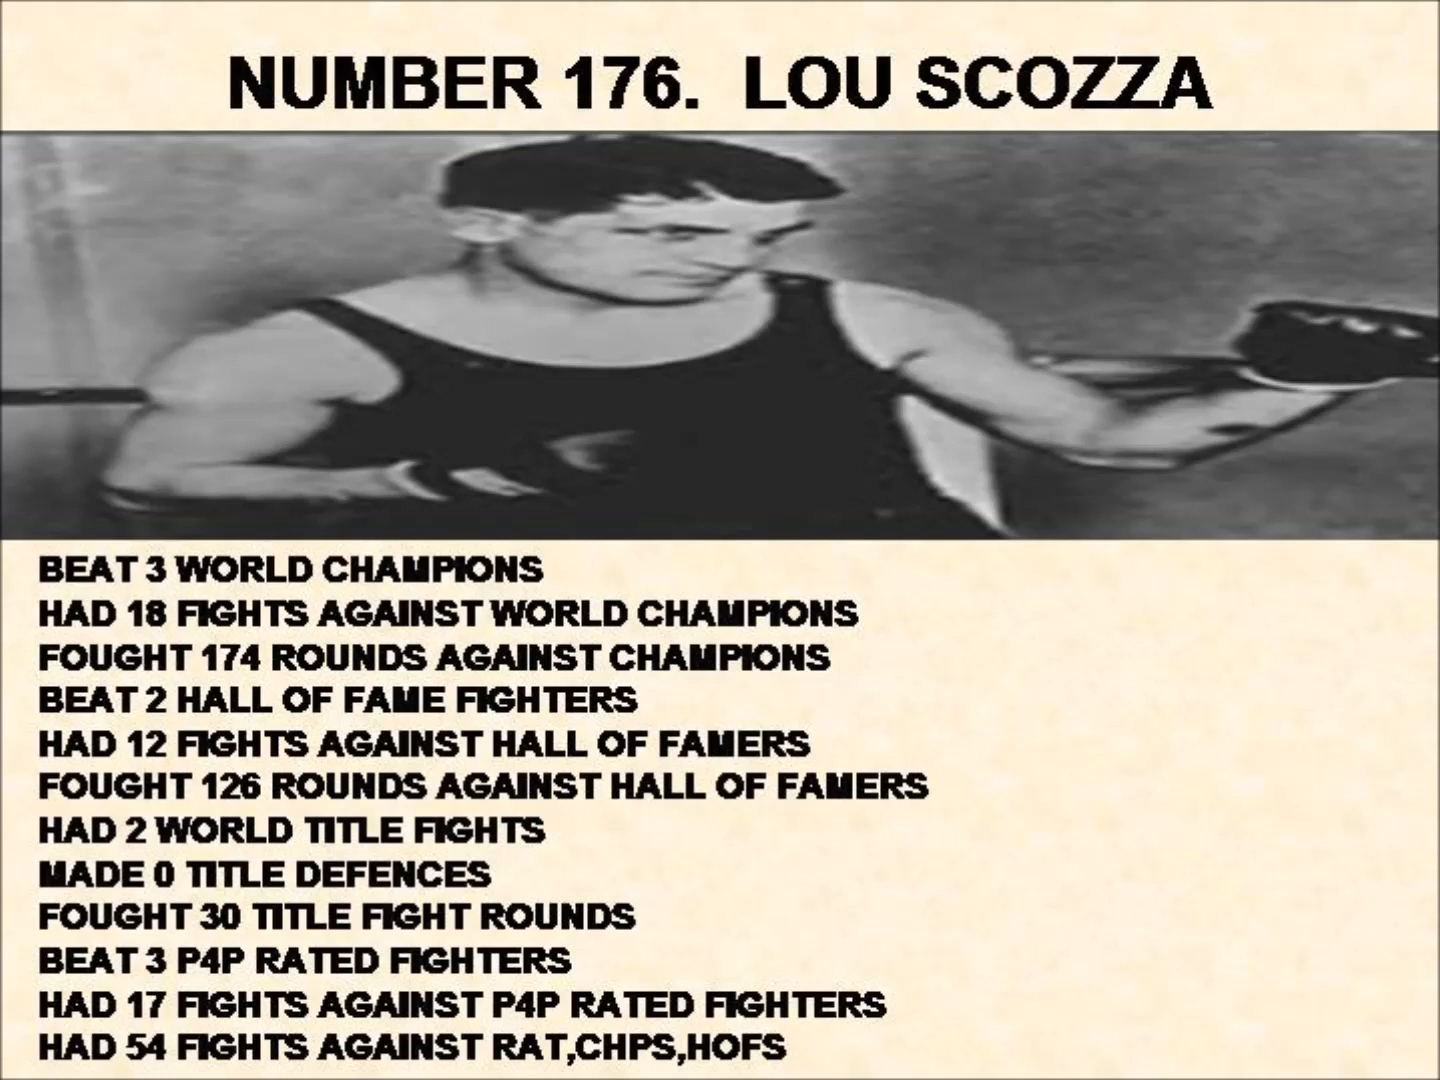 NUMBER 176. LOU SCOZZA
BEAT 3 WORLD CHAMPIONS
HAD 18 FIGHTS AGAINST WORLD CHAMPIONS
FOUGHT 174 ROUNDS AGAINST CHAMPIONS
BEAT 2 HALL OF FAME FIGHTERS
HAD 12 FIGHTS AGAINST HALL OF FAMERS
FOUGHT 126 ROUNDS AGAINST HALL OF FAMERS
HAD 2 WORLD TITLE FIGHTS
MADE 0 TITLE DEFENCES
FOUGHT 30 TITLE FIGHT ROUNDS
BEAT 3 P4P RATED FIGHTERS
HAD 17 FIGHTS AGAINST P4P RATED FIGHTERS
HAD 54 FIGHTS AGAINST RAT,CHPS,HOFS